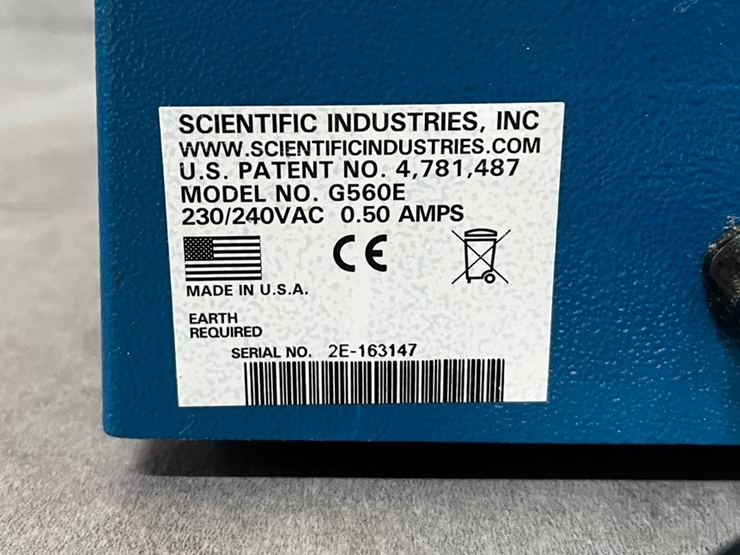 SCIENTIFIC INDUSTRIES, INC
WWW.SCIENTIFICINDUSTRIES.COM
U.S. PATENT NO. 4,781,487
MODEL NO. G560E
230/240VAC 0.50 AMPS
CE
MADE IN U.S.A.
EARTH
REQUIRED
SERIAL NO. 2E-163147